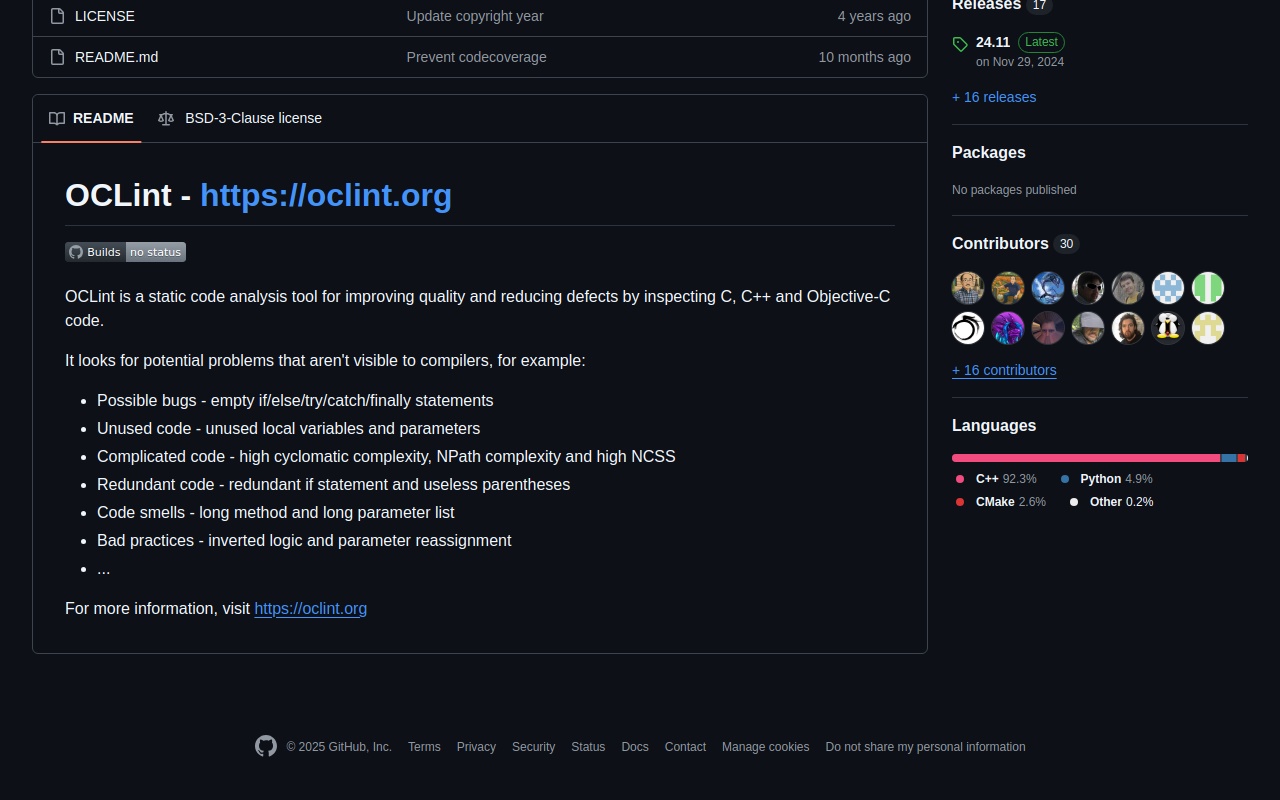 LICENSE Update copyright year 4 years ago
README.md Prevent codecoverage 10 months ago
README BSD-3-Clause license
OCLint - https://oclint.org
Builds no status
OCLint is a static code analysis tool for improving quality and reducing defects by inspecting C, C++ and Objective-C
code.
It looks for potential problems that aren't visible to compilers, for example:
Possible bugs - empty if/else/try/catch/finally statements
Unused code - unused local variables and parameters
Complicated code - high cyclomatic complexity, NPath complexity and high NCSS
Redundant code - redundant if statement and useless parentheses
Code smells - long method and long parameter list
Bad practices - inverted logic and parameter reassignment
...
For more information, visit https://oclint.org
Releases 17
24.11 Latest
on Nov 29, 2024
+ 16 releases
Packages
No packages published
Contributors 30
+ 16 contributors
Languages
C++ 92.3% Python 4.9%
CMake 2.6% Other 0.2%
© 2025 GitHub, Inc. Terms Privacy Security Status Docs Contact Manage cookies Do not share my personal information